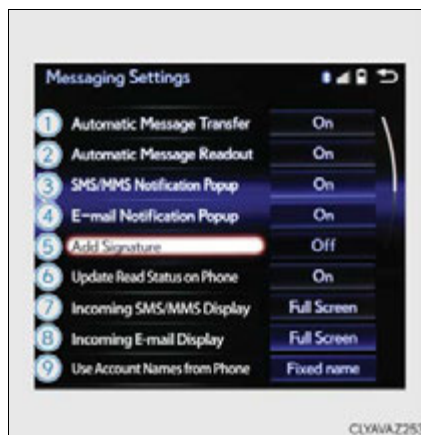 Messaging Settings
1 Automatic Message Transfer On
2 Automatic Message Readout On
3 SMS/MMS Notification Popup On
4 E-mail Notification Popup On
5 Add Signature Off
6 Update Read Status on Phone On
7 Incoming SMS/MMS Display Full Screen
8 Incoming E-mail Display Full Screen
9 Use Account Names from Phone Fixed name
CLYAVAZ253